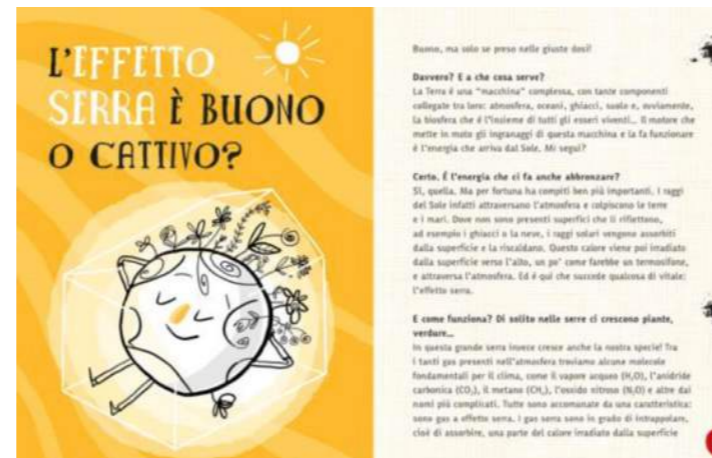 L'EFFETTO
SERRA È BUONO
O CATTIVO?
Buono, ma solo se preso nelle giuste dosi!
Davvero? E a che cosa serve?
La Terra è una "macchina" complessa, con tante componenti
collegate tra loro: atmosfera, oceani, ghiacci, suolo e, ovviamente,
la biosfera che è l'insieme di tutti gli esseri viventi… Il motore che
mette in moto gli ingranaggi di questa macchina e la fa funzionare
è l'energia che arriva dal Sole. Mi segui?
Certo. È l'energia che ci fa anche abbronzare?
Sì, quella. Ma per fortuna ha compiti ben più importanti. I raggi
del Sole infatti attraversano l'atmosfera e colpiscono le terre
e i mari. Dove non sono presenti superfici che li riflettono,
ad esempio i ghiacci o la neve, i raggi solari vengono assorbiti
dalla superficie e la riscaldano. Questo calore viene poi irradiato
dalla superficie verso l'alto, un po' come farebbe un termosifone,
e attraversa l'atmosfera. Ed è qui che succede qualcosa di vitale:
l'effetto serra.
E come funziona? Di solito nelle serre ci crescono piante,
verdure…
In questa grande serra invece cresce anche la nostra specie! Tra
i tanti gas presenti nell'atmosfera troviamo alcune molecole
fondamentali per il clima, come il vapore acqueo (H₂O), l'anidride
carbonica (CO₂), il metano (CH₄), l'ossido nitroso (N₂O) e altre dai
nomi più complicati. Tutte sono accomunate da una caratteristica:
sono gas a effetto serra. I gas serra sono in grado di intrappolare,
cioè di assorbire, una parte del calore irradiato dalla superficie